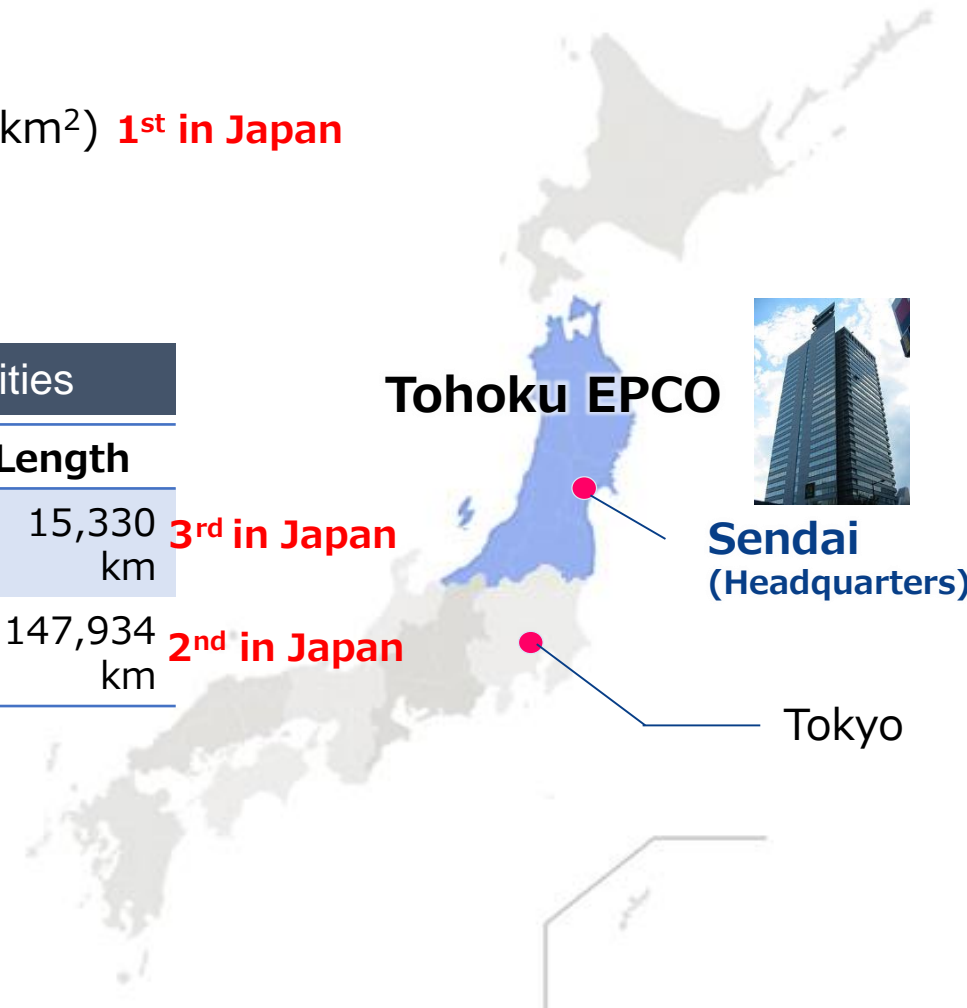 km²) 1st in Japan
ities
Tohoku EPCO
Length
15,330 km 3rd in Japan
147,934 km 2nd in Japan
Sendai
(Headquarters)
Tokyo